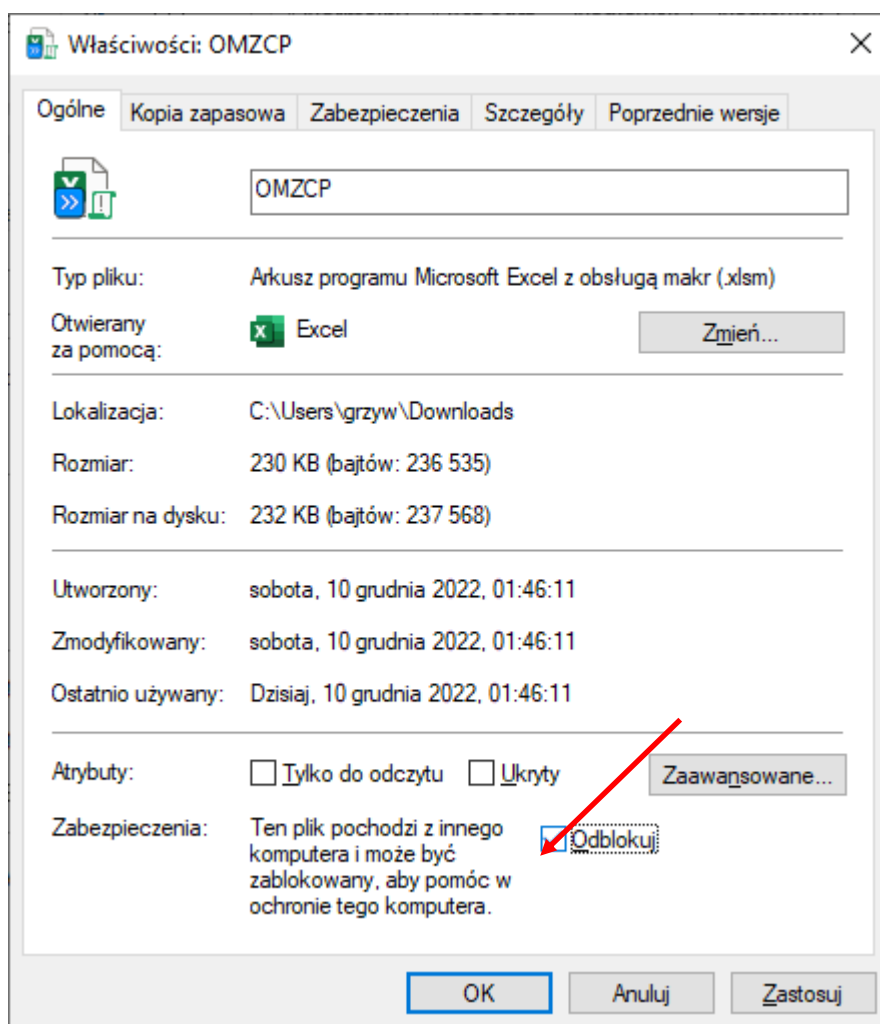 Właściwości: OMZCP
Ogólne Kopia zapasowa Zabezpieczenia Szczegóły Poprzednie wersje
OMZCP
Typ pliku: Arkusz programu Microsoft Excel z obsługą makr (.xlsm)
Otwierany
za pomocą:
Excel
Zmień...
Lokalizacja: C:\Users\grzyw\Downloads
Rozmiar: 230 KB (bajtów: 236 535)
Rozmiar na dysku: 232 KB (bajtów: 237 568)
Utworzony: sobota, 10 grudnia 2022, 01:46:11
Zmodyfikowany: sobota, 10 grudnia 2022, 01:46:11
Ostatnio używany: Dzisiaj, 10 grudnia 2022, 01:46:11
Atrybuty: Tylko do odczytu Ukryty Zaawansowane...
Zabezpieczenia: Ten plik pochodzi z innego
komputera i może być
zablokowany, aby pomóc w
ochronie tego komputera.
Odblokuj
OK Anuluj Zastosuj